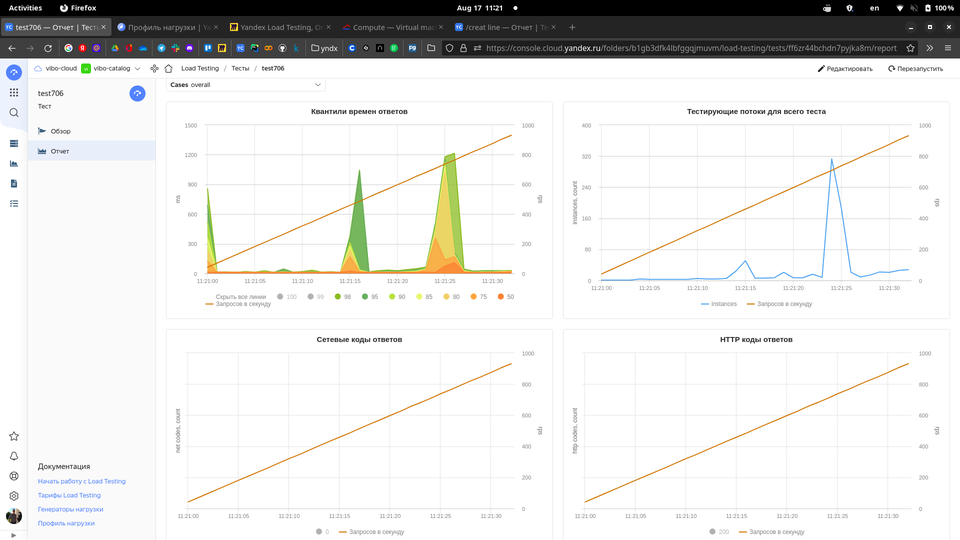 Activities
Firefox
Aug 17 11:21
en
100%
test706 — Отчет | Тест
Профиль нагрузки | Ya
Yandex Load Testing, O
Compute — Virtual mac
/creat line — Отчет | Те
yndx
https://console.cloud.yandex.ru/folders/b1gb3dfk4lbfggqjmuvm/load-testing/tests/ff6zr44bchdn7pyjka8m/report
vibo-cloud
vibo-catalog
Load Testing / Тесты / test706
Редактировать
Перезапустить
test706
Тест
Обзор
Отчет
Документация
Начать работу с Load Testing
Тарифы Load Testing
Генераторы нагрузки
Профиль нагрузки
Cases overall
Квантили времен ответов
1500
1200
900
600
300
0
ms
1000
800
600
400
200
0
rps
11:21:00 11:21:05 11:21:10 11:21:15 11:21:20 11:21:25 11:21:30
Скрыть все линии 100 99 98 95 90 85 80 75 50
Запросов в секунду
Тестирующие потоки для всего теста
400
320
240
160
80
0
instances, count
1000
800
600
400
200
0
rps
11:21:00 11:21:05 11:21:10 11:21:15 11:21:20 11:21:25 11:21:30
instances Запросов в секунду
Сетевые коды ответов
net codes, count
1000
800
600
400
200
0
rps
11:21:00 11:21:05 11:21:10 11:21:15 11:21:20 11:21:25 11:21:30
0 Запросов в секунду
HTTP коды ответов
http codes, count
1000
800
600
400
200
0
rps
11:21:00 11:21:05 11:21:10 11:21:15 11:21:20 11:21:25 11:21:30
200 Запросов в секунду